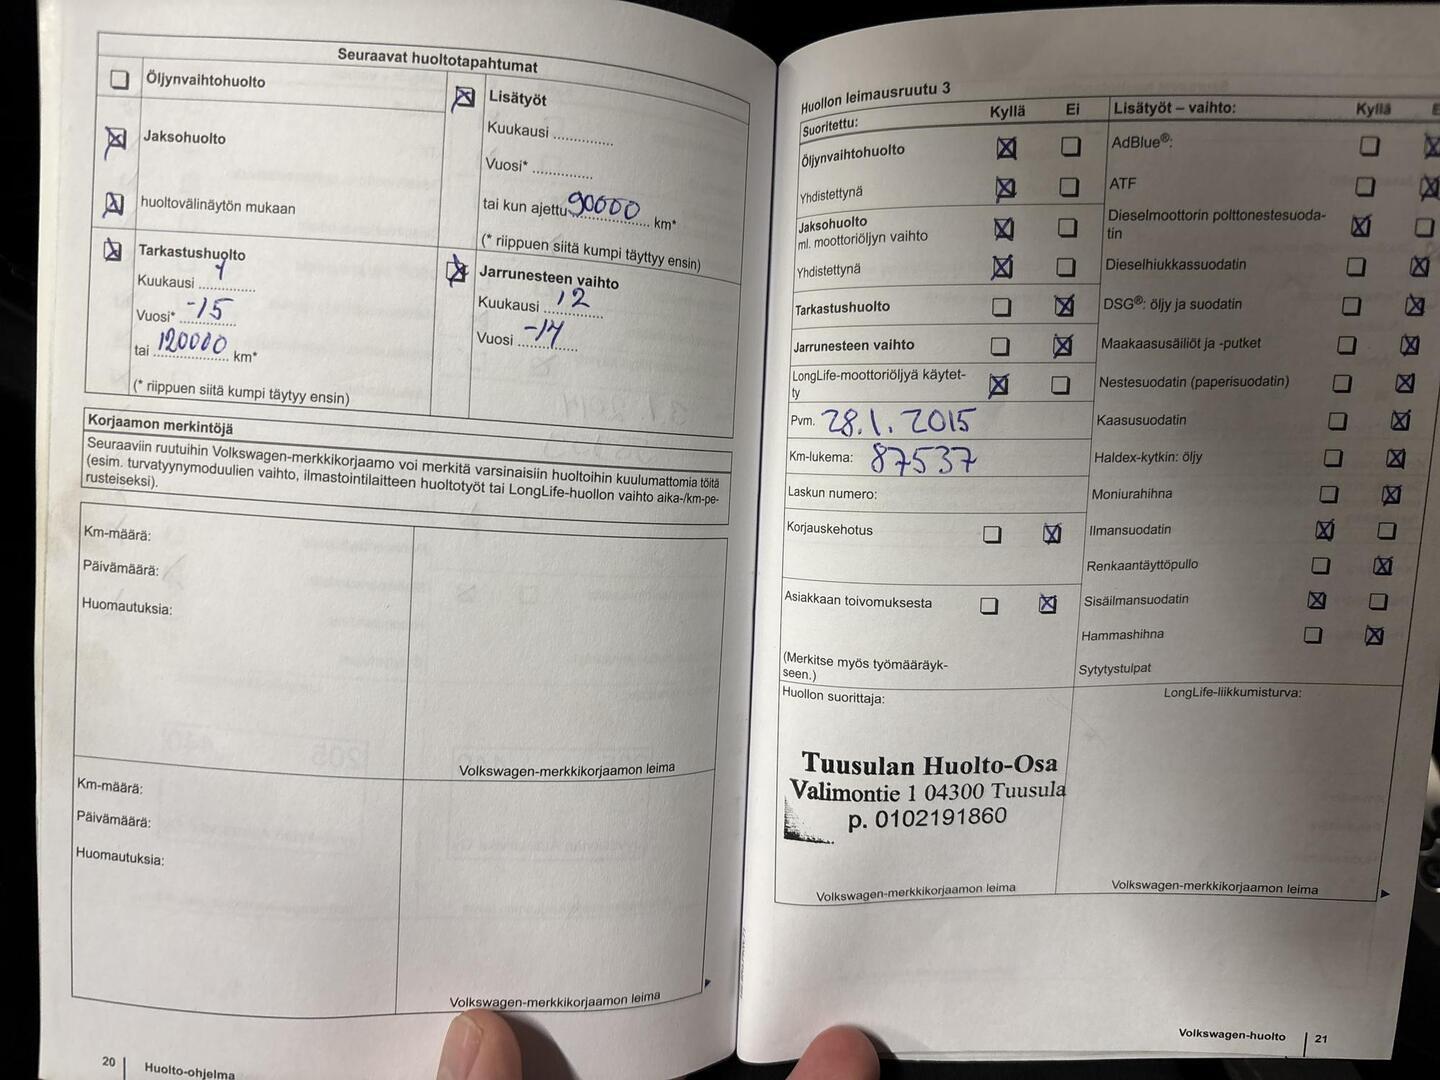 Seuraavat huoltotapahtumat
Öljynvaihtohuolto
Jaksohuolto
huoltovälinäytön mukaan
Tarkastushuolto
Kuukausi ..............
Vuosi* -15
tai 120000 km*
(* riippuen siitä kumpi täytyy ensin)
Lisätyöt
Kuukausi ..............
Vuosi* ..............
tai kun ajettu 90000 km*
(* riippuen siitä kumpi täyttyy ensin)
Jarrunesteen vaihto
Kuukausi 12
Vuosi -14
Korjaamon merkintöjä
Seuraaviin ruutuihin Volkswagen-merkkikorjaamo voi merkitä varsinaisiin huoltoihin kuulumattomia töitä
(esim. turvatyynymoduulien vaihto, ilmastointilaitteen huoltotyöt tai LongLife-huollon vaihto aika-/km-pe-
rusteiseksi).
Km-määrä:
Päivämäärä:
Huomautuksia:
Volkswagen-merkkikorjaamon leima
Km-määrä:
Päivämäärä:
Huomautuksia:
Volkswagen-merkkikorjaamon leima
20 Huolto-ohjelma
Huollon leimausruutu 3
Suoritettu: Kyllä Ei
Öljynvaihtohuolto
Yhdistettynä
Jaksohuolto
ml. moottoriöljyn vaihto
Yhdistettynä
Tarkastushuolto
Jarrunesteen vaihto
LongLife-moottoriöljyä käytet-
ty
Pvm. 28.1.2015
Km-lukema: 87537
Laskun numero:
Korjauskehotus
Asiakkaan toivomuksesta
(Merkitse myös työmääräyk-
seen.)
Huollon suorittaja:
Tuusulan Huolto-Osa
Valimontie 1 04300 Tuusula
p. 0102191860
Volkswagen-merkkikorjaamon leima
Lisätyöt – vaihto: Kyllä
AdBlue®:
ATF
Dieselmoottorin polttonestesuoda-
tin
Dieselhiukkassuodatin
DSG®: öljy ja suodatin
Maakaasusäiliöt ja -putket
Nestesuodatin (paperisuodatin)
Kaasusuodatin
Haldex-kytkin: öljy
Moniurahihna
Ilmansuodatin
Renkaantäyttöpullo
Sisäilmansuodatin
Hammashihna
Sytytystulpat
LongLife-liikkumisturva:
Volkswagen-merkkikorjaamon leima
Volkswagen-huolto 21